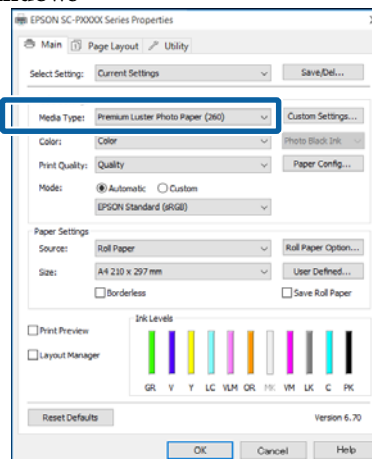 EPSON SC-PXXXX Series Properties
Main Page Layout Utility
Select Setting: Current Settings Save/Del...
Media Type: Premium Luster Photo Paper (260) Custom Settings...
Color: Color Photo Black Ink
Print Quality: Quality Paper Config...
Mode: Automatic Custom
EPSON Standard (sRGB)
Paper Settings
Source: Roll Paper Roll Paper Option...
Size: A4 210 x 297 mm User Defined...
Borderless Save Roll Paper
Ink Levels
Print Preview
Layout Manager
GR V Y LC VLM OR MK VM LK C PK
Reset Defaults Version 6.70
OK Cancel Help